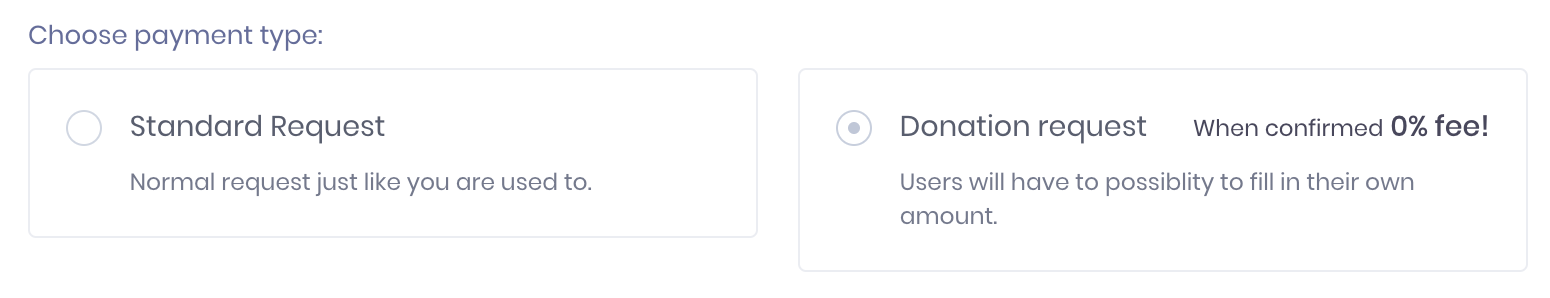 Choose payment type:
Standard Request
Normal request just like you are used to.
Donation request When confirmed 0% fee!
Users will have to possiblity to fill in their own
amount.